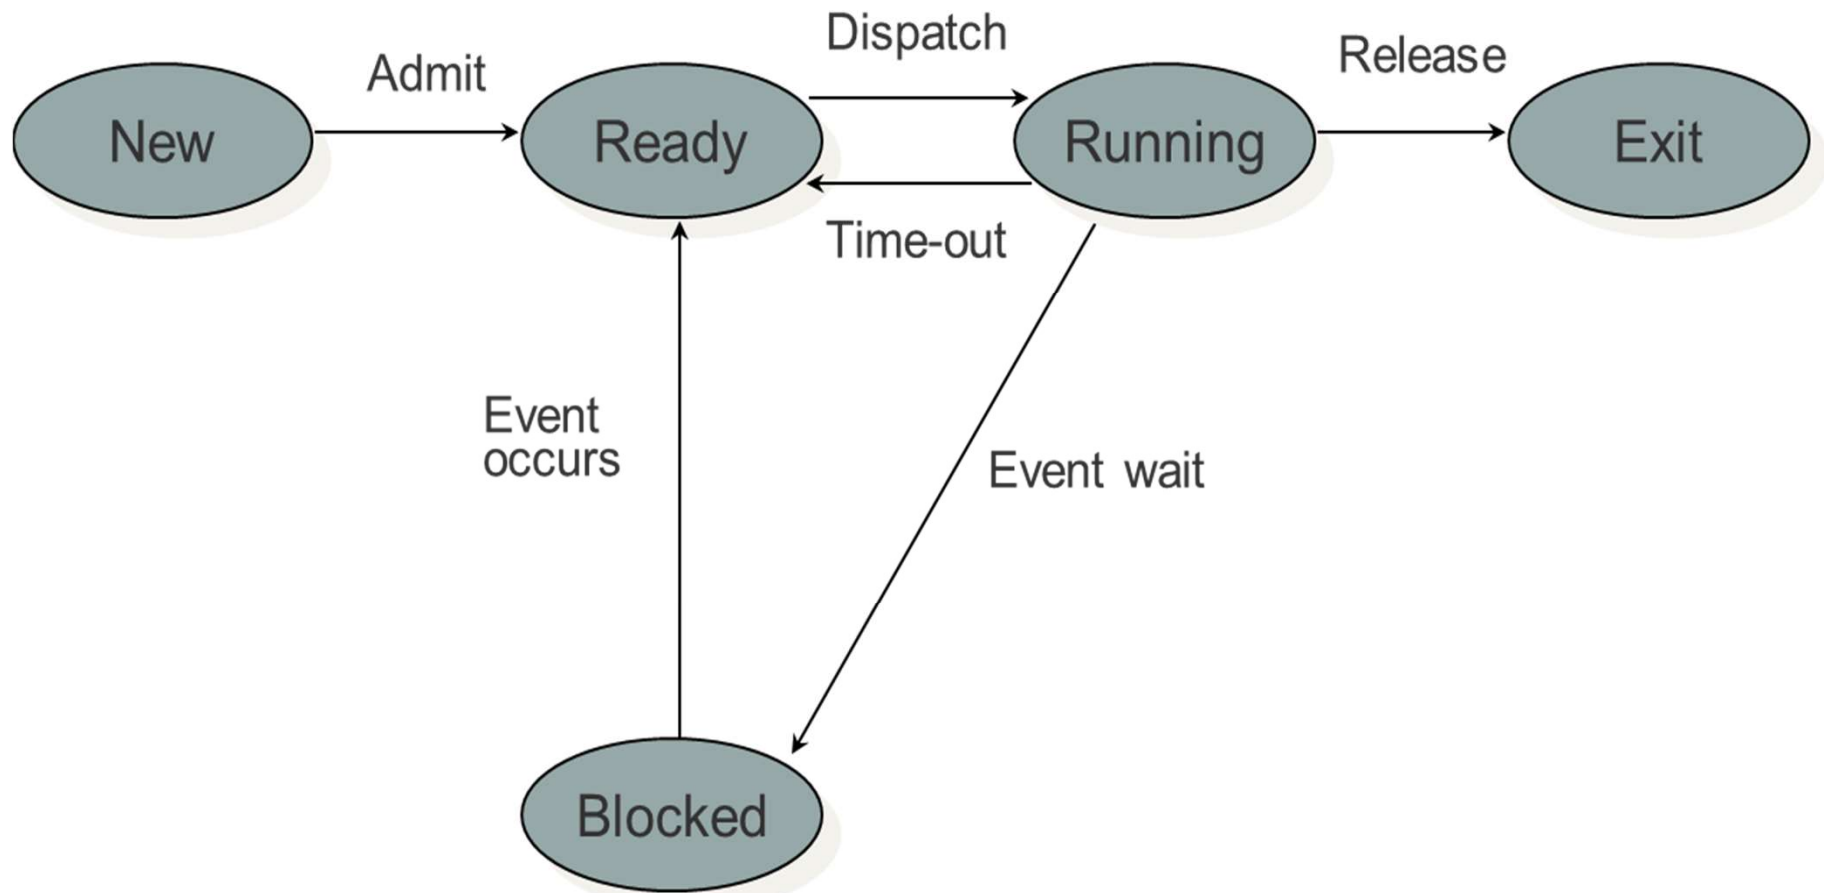 Dispatch
Release
Admit
New
Ready
Running
Exit
Time-out
Event
occurs
Event wait
Blocked